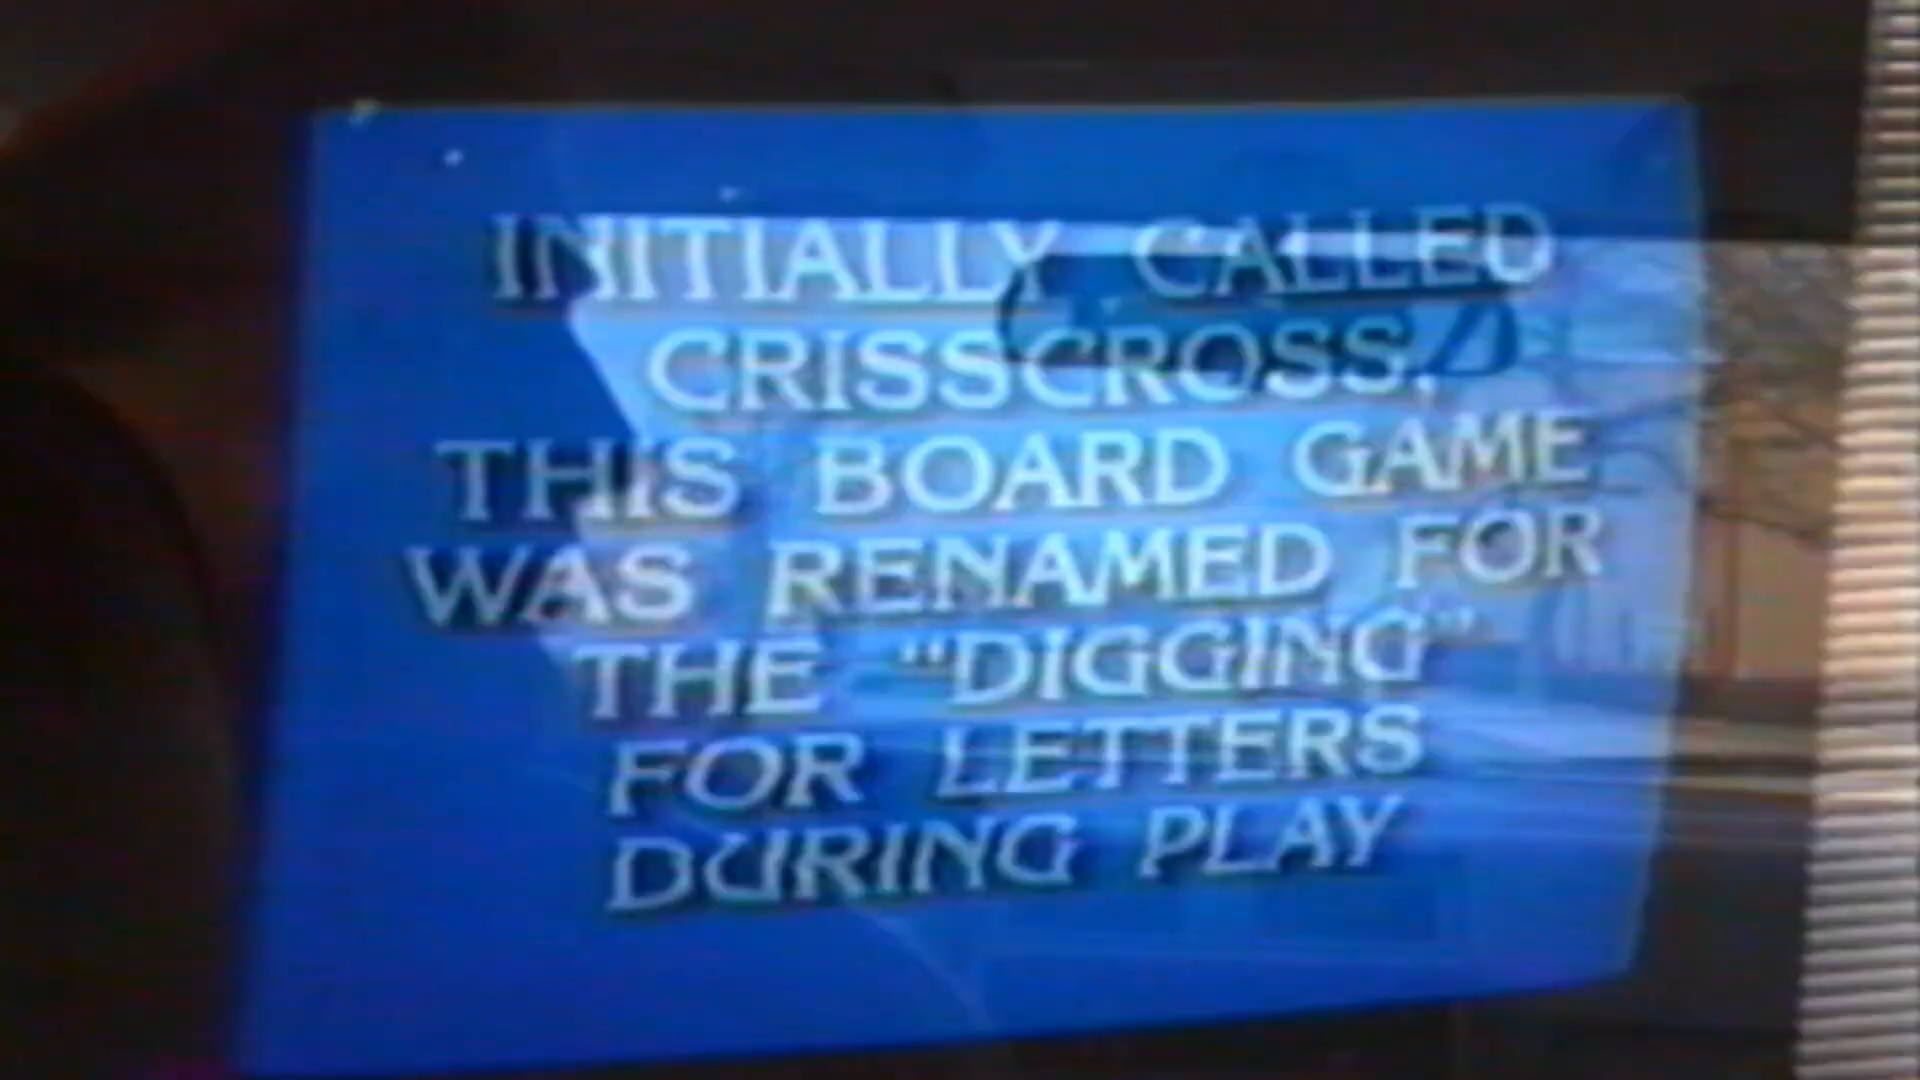 INITIALLY CALLED
CRISSCROSS,
THIS BOARD GAME
WAS RENAMED FOR
THE "DIGGING"
FOR LETTERS
DURING PLAY